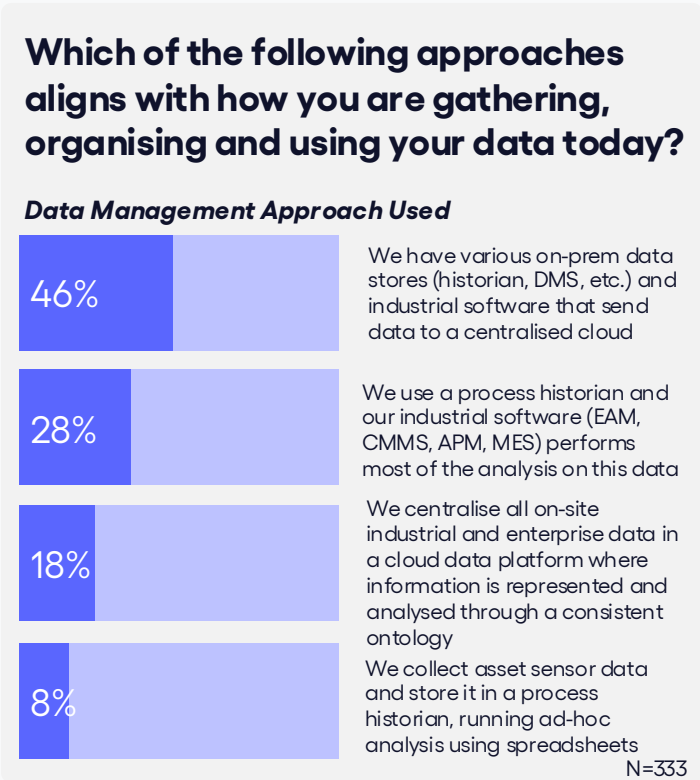 Which of the following approaches
aligns with how you are gathering,
organising and using your data today?
Data Management Approach Used
46%
We have various on-prem data
stores (historian, DMS, etc.) and
industrial software that send
data to a centralised cloud
28%
We use a process historian and
our industrial software (EAM,
CMMS, APM, MES) performs
most of the analysis on this data
18%
We centralise all on-site
industrial and enterprise data in
a cloud data platform where
information is represented and
analysed through a consistent
ontology
8%
We collect asset sensor data
and store it in a process
historian, running ad-hoc
analysis using spreadsheets
N=333